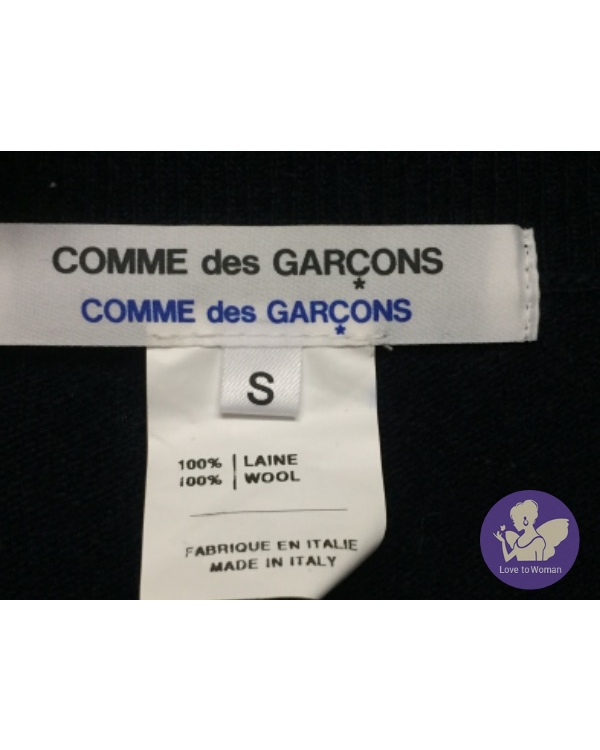 COMME des GARÇONS
COMME des GARÇONS
S
100% | LAINE
100% | WOOL
FABRIQUE EN ITALIE
MADE IN ITALY
Love to Woman